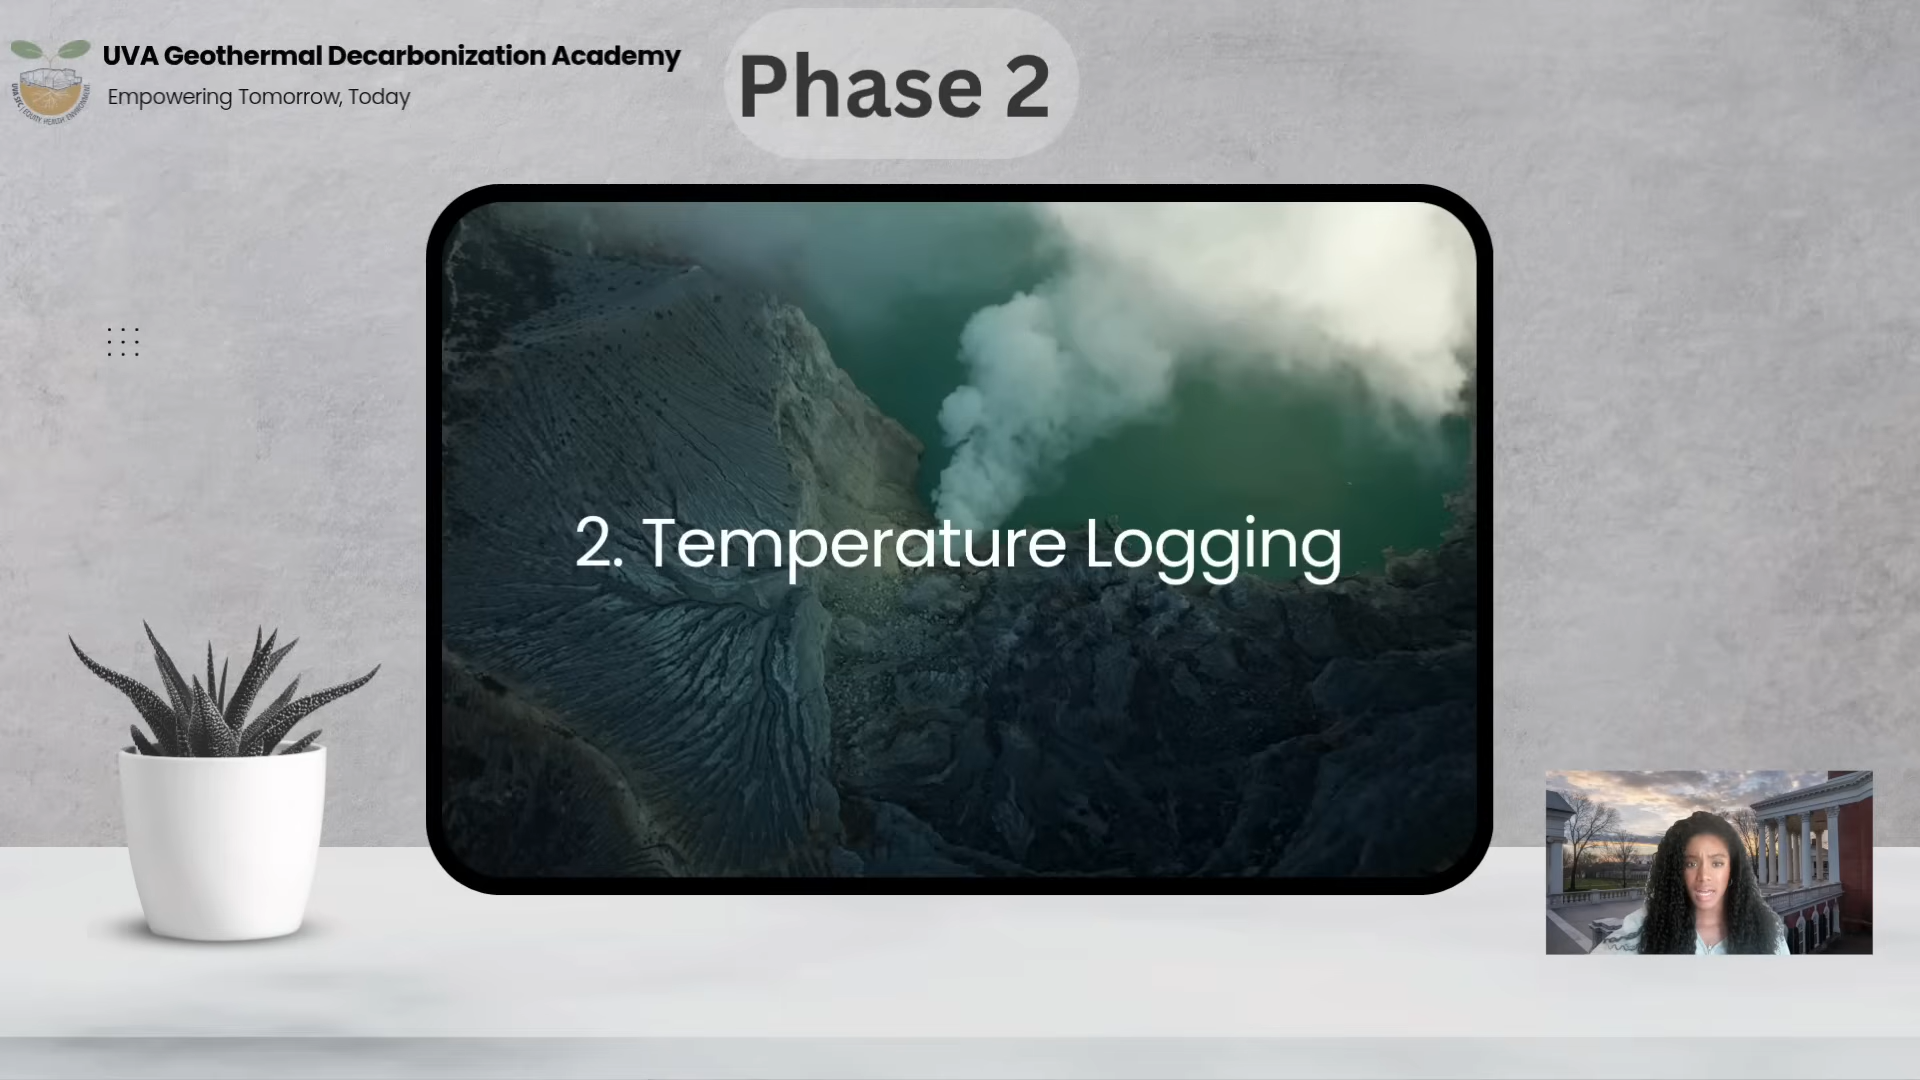 UVA Geothermal Decarbonization Academy
Empowering Tomorrow, Today
Phase 2
2. Temperature Logging